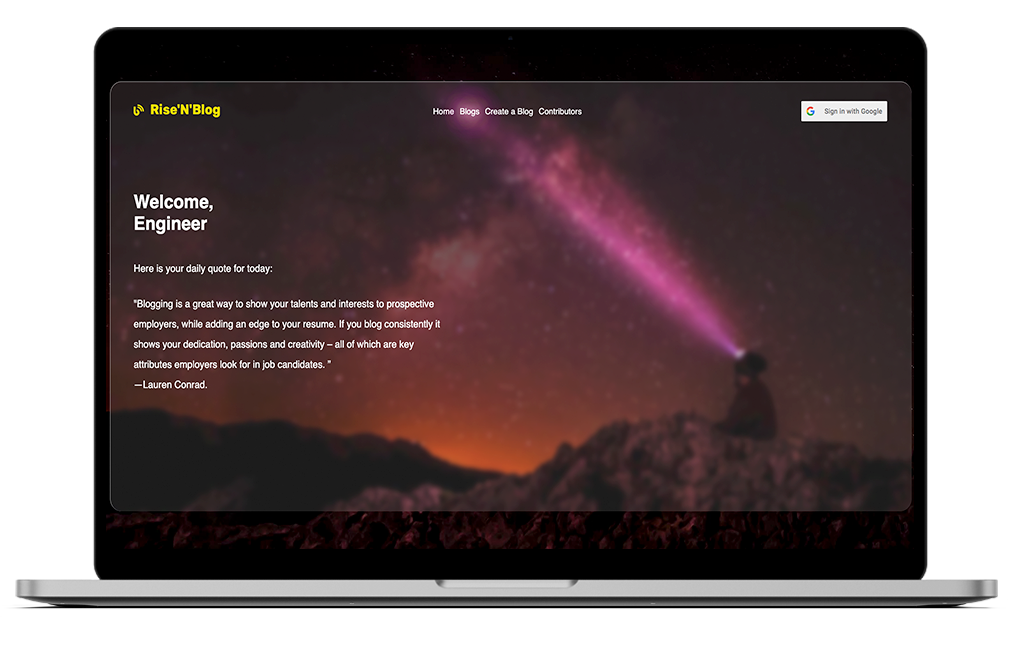 Rise'N'Blog
Home Blogs Create a Blog Contributors
Sign in with Google
Welcome,
Engineer
Here is your daily quote for today:
"Blogging is a great way to show your talents and interests to prospective
employers, while adding an edge to your resume. If you blog consistently it
shows your dedication, passions and creativity – all of which are key
attributes employers look for in job candidates. "
—Lauren Conrad.